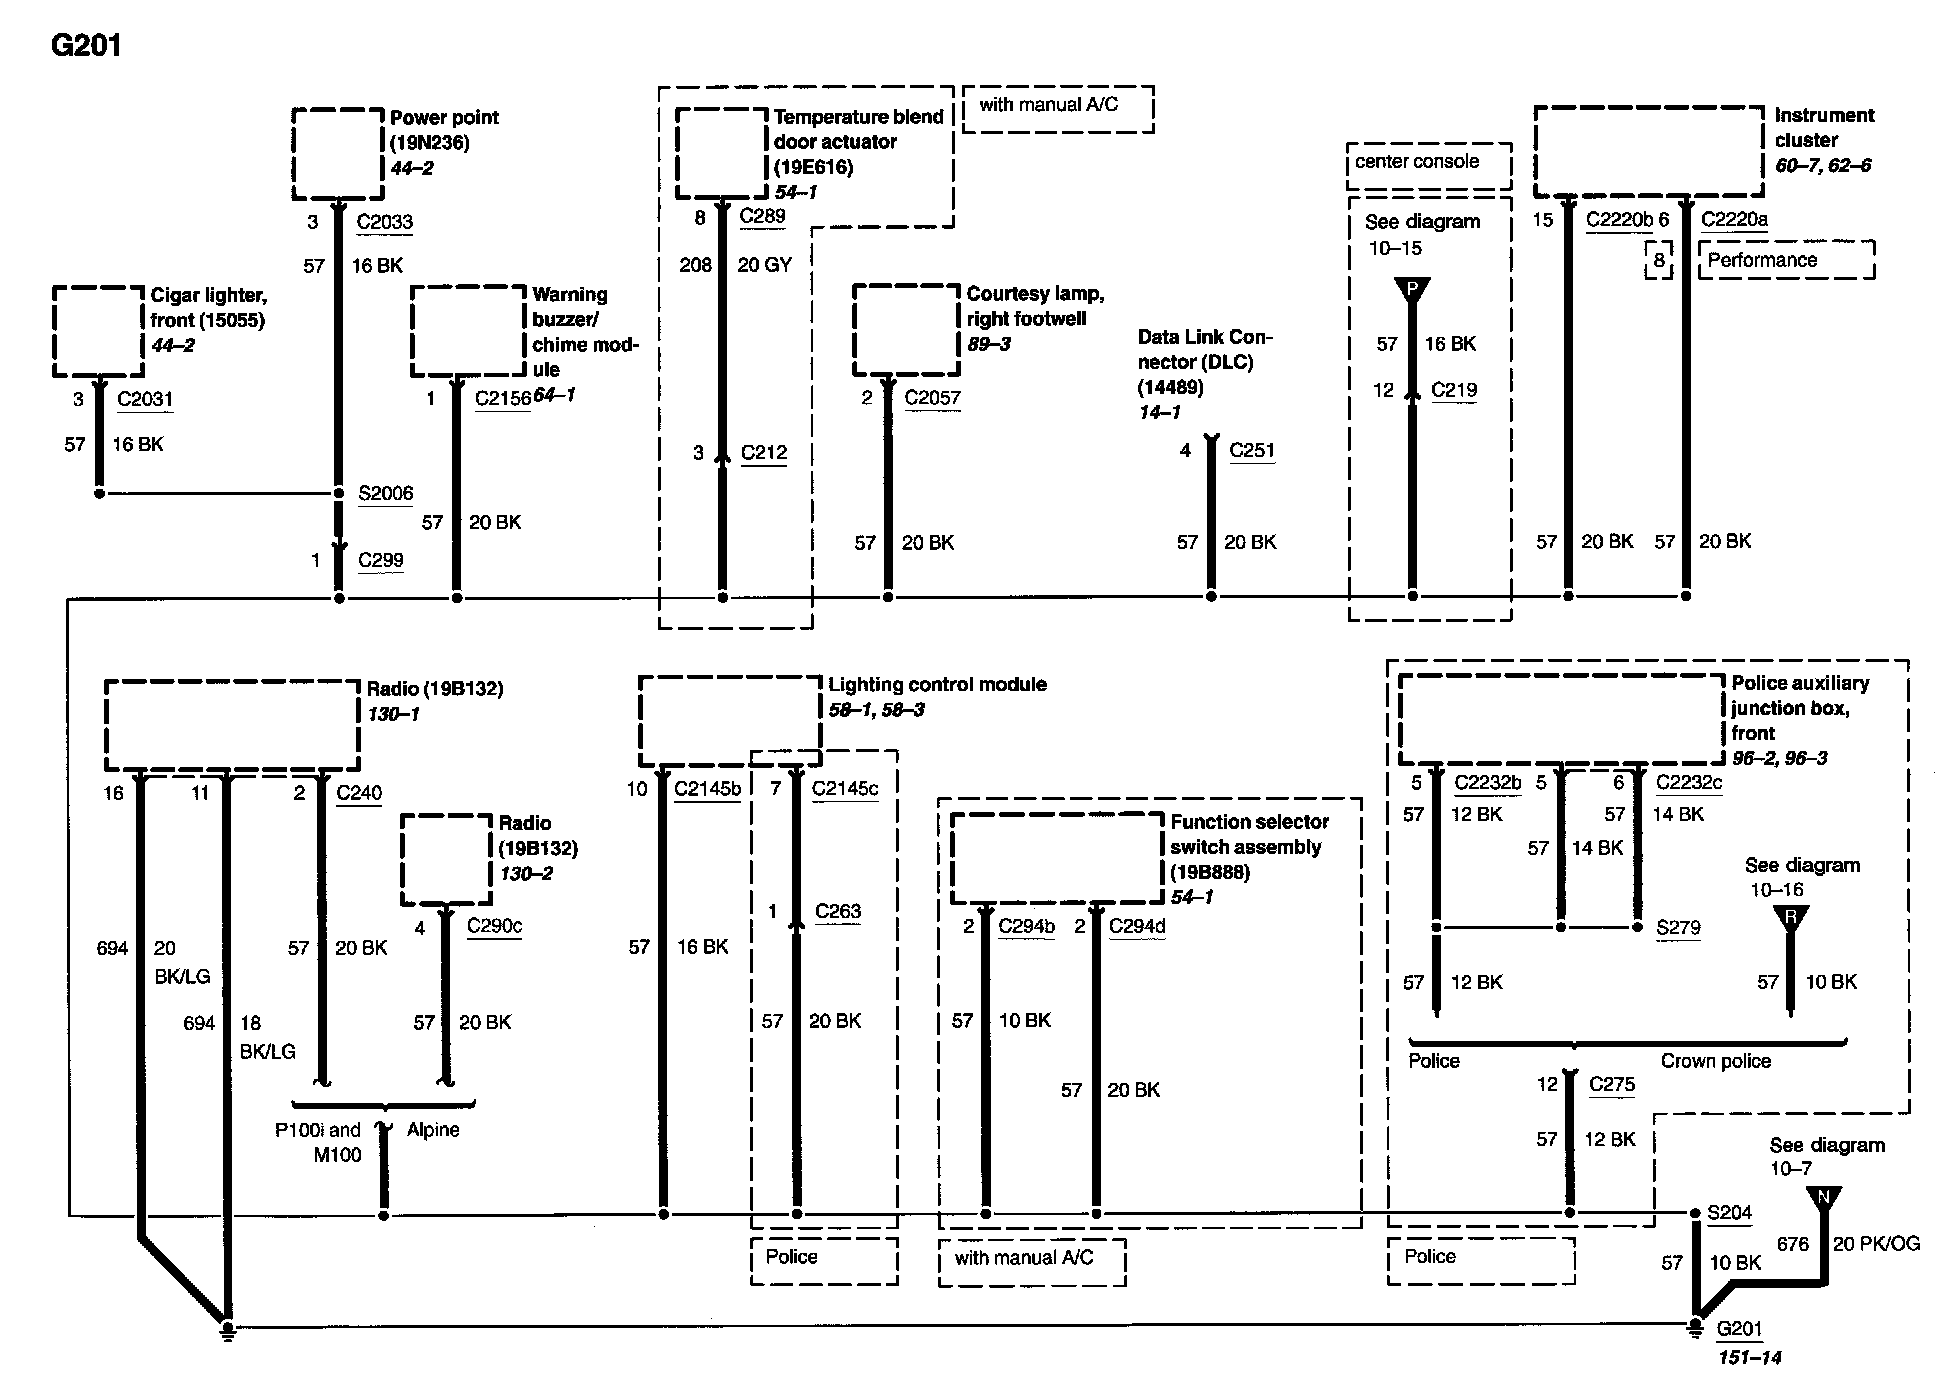 G201
Power point
(19N236)
44–2
3 C2033
57 16 BK
Cigar lighter,
front (15055)
44–2
3 C2031
57 16 BK
S2006
1 C299
Warning
buzzer/
chime mod-
ule
64–1
1 C2156
57 20 BK
Temperature blend
door actuator
(19E616)
54–1
with manual A/C
8 C289
208 20 GY
3 C212
Courtesy lamp,
right footwell
89–3
2 C2057
57 20 BK
Data Link Con-
nector (DLC)
(14489)
14–1
4 C251
57 20 BK
center console
See diagram
10–15
P
57 16 BK
12 C219
Instrument
cluster
60–7, 62–6
15 C2220b 6 C2220a
8 Performance
57 20 BK 57 20 BK
Radio (19B132)
130–1
16 11 2 C240
694 20
BK/LG
694 18
BK/LG
57 20 BK
Radio
(19B132)
130–2
4 C290c
57 20 BK
P100i and
M100
Alpine
Lighting control module
58–1, 58–3
10 C2145b 7 C2145c
57 16 BK
1 C263
57 20 BK
Police
Function selector
switch assembly
(19B888)
54–1
2 C294b 2 C294d
57 10 BK
57 20 BK
with manual A/C
Police auxiliary
junction box,
front
96–2, 96–3
5 C2232b 5 6 C2232c
57 12 BK 57 14 BK
57 14 BK
S279
See diagram
10–16
R
57 12 BK 57 10 BK
Police Crown police
12 C275
57 12 BK
Police
See diagram
10–7
N
S204
676 20 PK/OG
57 10 BK
G201
151–14